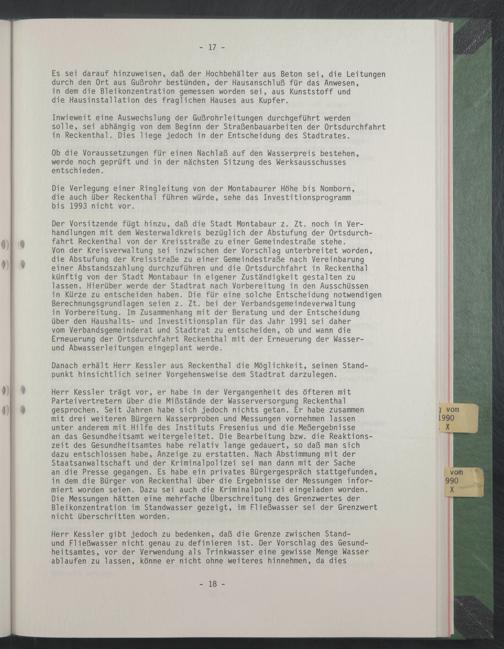 - 17 -
Es sei darauf hinzuweisen, daß der Hochbehälter aus Beton sei, die Leitungen
durch den Ort aus Gußrohr bestünden, der Hausanschluß für das Anwesen,
in dem die Bleikonzentration gemessen worden sei, aus Kunststoff und
die Hausinstallation des fraglichen Hauses aus Kupfer.
Inwieweit eine Auswechslung der Gußrohrleitungen durchgeführt werden
solle, sei abhängig von dem Beginn der Straßenbauarbeiten der Ortsdurchfahrt
in Reckenthal. Dies liege jedoch in der Entscheidung des Stadtrates.
Ob die Voraussetzungen für einen Nachlaß auf den Wasserpreis bestehen,
werde noch geprüft und in der nächsten Sitzung des Werksausschusses
entschieden.
Die Verlegung einer Ringleitung von der Montabaurer Höhe bis Nomborn,
die auch über Reckenthal führen würde, sehe das Investitionsprogramm
bis 1993 nicht vor.
Der Vorsitzende fügt hinzu, daß die Stadt Montabaur z. Zt. noch in Ver-
handlungen mit dem Westerwaldkreis bezüglich der Abstufung der Ortsdurch-
fahrt Reckenthal von der Kreisstraße zu einer Gemeindestraße stehe.
Von der Kreisverwaltung sei inzwischen der Vorschlag unterbreitet worden,
die Abstufung der Kreisstraße zu einer Gemeindestraße nach Vereinbarung
einer Abstandszahlung durchzuführen und die Ortsdurchfahrt in Reckenthal
künftig von der Stadt Montabaur in eigener Zuständigkeit gestalten zu
lassen. Hierüber werde der Stadtrat nach Vorbereitung in den Ausschüssen
in Kürze zu entscheiden haben. Die für eine solche Entscheidung notwendigen
Berechnungsgrundlagen seien z. Zt. bei der Verbandsgemeindeverwaltung
in Vorbereitung. Im Zusammenhang mit der Beratung und der Entscheidung
über den Haushalts- und Investitionsplan für das Jahr 1991 sei daher
vom Verbandsgemeinderat und Stadtrat zu entscheiden, ob und wann die
Erneuerung der Ortsdurchfahrt Reckenthal mit der Erneuerung der Wasser-
und Abwasserleitungen eingeplant werde.
Danach erhält Herr Kessler aus Reckenthal die Möglichkeit, seinen Stand-
punkt hinsichtlich seiner Vorgehensweise dem Stadtrat darzulegen.
Herr Kessler trägt vor, er habe in der Vergangenheit des öfteren mit
Parteivertretern über die Mißstände der Wasserversorgung Reckenthal
gesprochen. Seit Jahren habe sich jedoch nichts getan. Er habe zusammen
mit drei weiteren Bürgern Wasserproben und Messungen vornehmen lassen
unter anderem mit Hilfe des Instituts Fresenius und die Meßergebnisse
an das Gesundheitsamt weitergeleitet. Die Bearbeitung bzw. die Reaktions-
zeit des Gesundheitsamtes habe relativ lange gedauert, so daß man sich
dazu entschlossen habe, Anzeige zu erstatten. Nach Abstimmung mit der
Staatsanwaltschaft und der Kriminalpolizei sei man dann mit der Sache
an die Presse gegangen. Es habe ein privates Bürgergespräch stattgefunden,
in dem die Bürger von Reckenthal über die Ergebnisse der Messungen infor-
miert worden seien. Dazu sei auch die Kriminalpolizei eingeladen worden.
Die Messungen hätten eine mehrfache Überschreitung des Grenzwertes der
Bleikonzentration im Standwasser gezeigt, im Fließwasser sei der Grenzwert
nicht überschritten worden.
Herr Kessler gibt jedoch zu bedenken, daß die Grenze zwischen Stand-
und Fließwasser nicht genau zu definieren ist. Der Vorschlag des Gesund-
heitsamtes, vor der Verwendung als Trinkwasser eine gewisse Menge Wasser
ablaufen zu lassen, könne er nicht ohne weiteres hinnehmen, da dies
- 18 -
vom
1990
X
vom
990
X